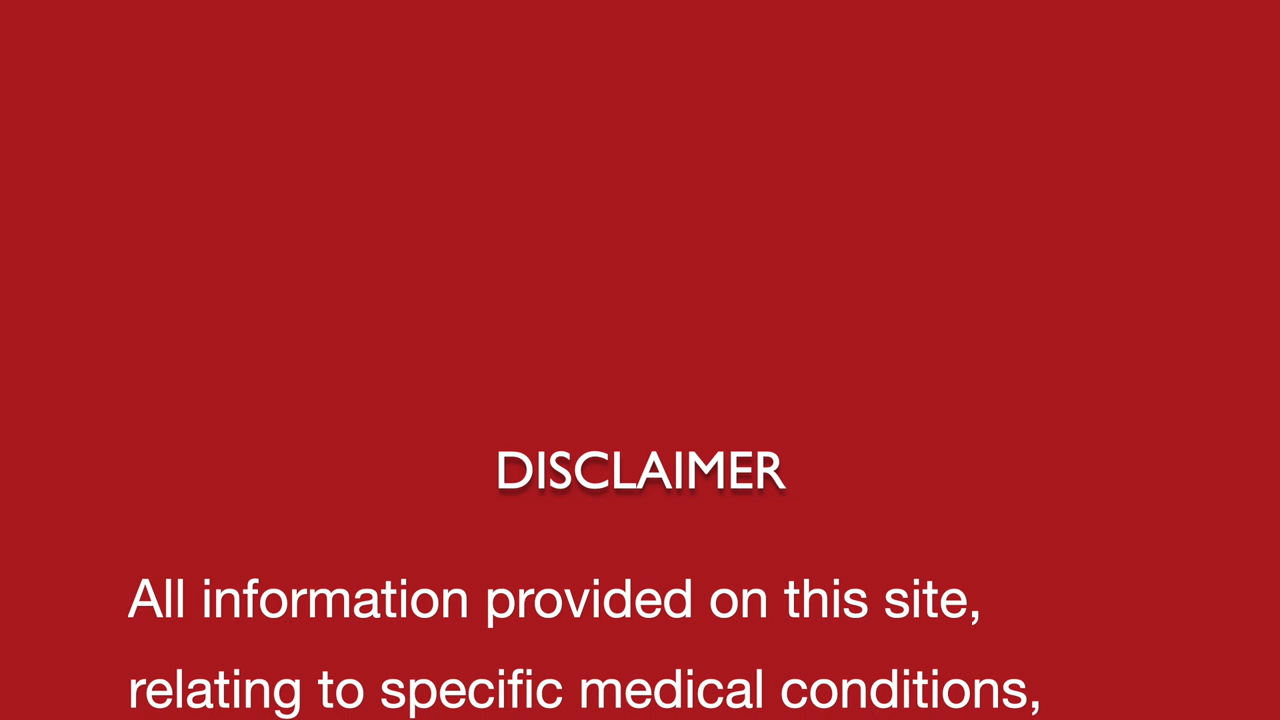 DISCLAIMER
All information provided on this site,
relating to specific medical conditions,